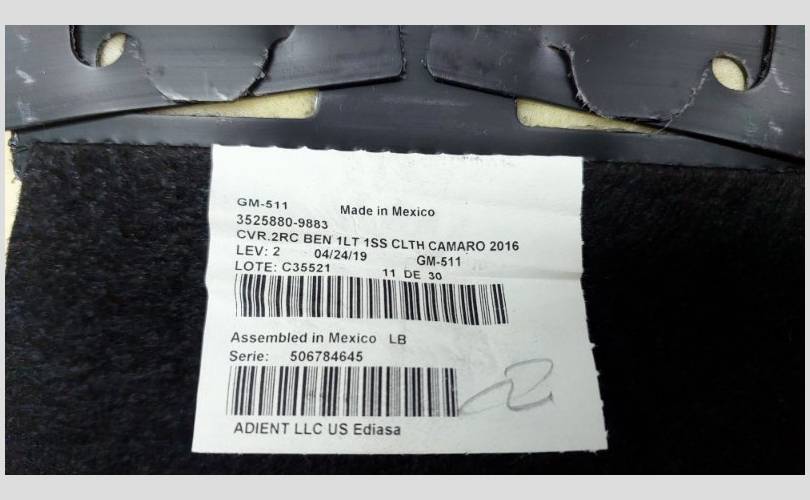 GM-511 Made in Mexico
3525880-9883
CVR.2RC BEN 1LT 1SS CLTH CAMARO 2016
LEV: 2 04/24/19 GM-511
LOTE: C35521 11 DE 30
Assembled in Mexico LB
Serie: 506784645
ADIENT LLC US Ediasa